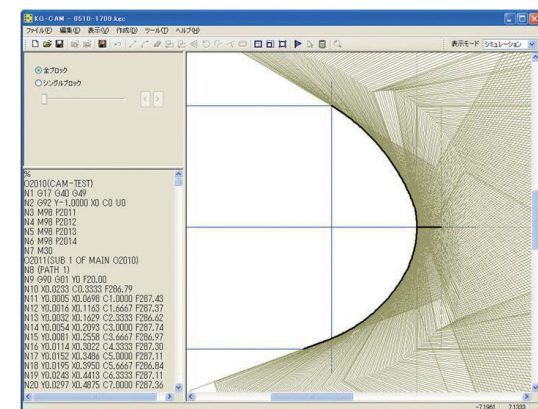 KG-CAM - 0510-1700.kgc
ファイル(F) 編集(E) 表示(V) 作成(D) ツール(T) ヘルプ(H)
表示モード シミュレーション
全ブロック
シングルブロック
%
O2010(CAM-TEST)
N1 G17 G40 G49
N2 G92 Y-1.0000 X0 C0 U0
N3 M98 P2011
N4 M98 P2012
N5 M98 P2013
N6 M98 P2014
N7 M30
O2011(SUB 1 OF MAIN O2010)
N8 (PATH 1)
N9 G90 G01 Y0 F20.00
N10 X0.0233 C0.3333 F286.79
N11 Y0.0005 X0.0698 C1.0000 F287.43
N12 Y0.0016 X0.1163 C1.6667 F287.37
N13 Y0.0032 X0.1629 C2.3333 F286.62
N14 Y0.0054 X0.2093 C3.0000 F287.74
N15 Y0.0081 X0.2558 C3.6667 F286.97
N16 Y0.0114 X0.3022 C4.3333 F287.30
N17 Y0.0152 X0.3486 C5.0000 F287.11
N18 Y0.0195 X0.3950 C5.6667 F286.84
N19 Y0.0243 X0.4413 C6.3333 F287.11
N20 Y0.0297 X0.4875 C7.0000 F287.36
-7.1961 7.1333